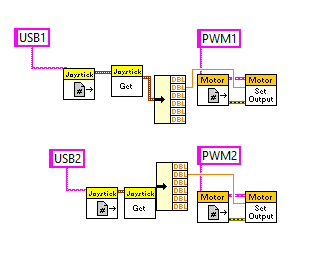 USB1
PWM1
Joystick
Joystick
Get
DBL
DBL
DBL
DBL
DBL
DBL
Motor
Motor
#
Set
Output
#
USB2
PWM2
Joystick
Joystick
Get
DBL
DBL
DBL
DBL
DBL
DBL
Motor
Motor
#
Set
Output
#